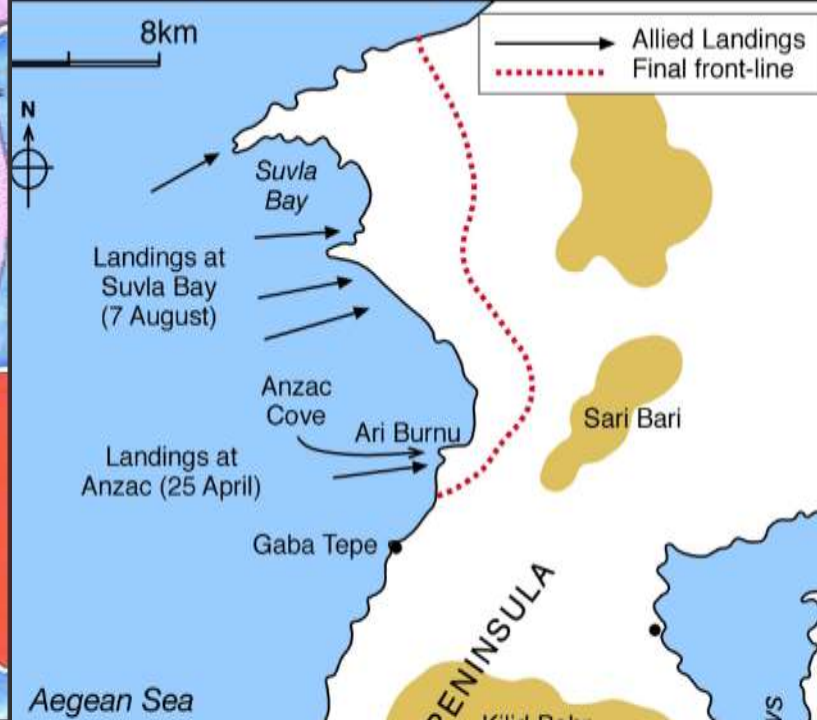 8km
Allied Landings
Final front-line
N
Suvla
Bay
Landings at
Suvla Bay
(7 August)
Anzac
Cove
Ari Burnu
Sari Bari
Landings at
Anzac (25 April)
Gaba Tepe
PENINSULA
Aegean Sea